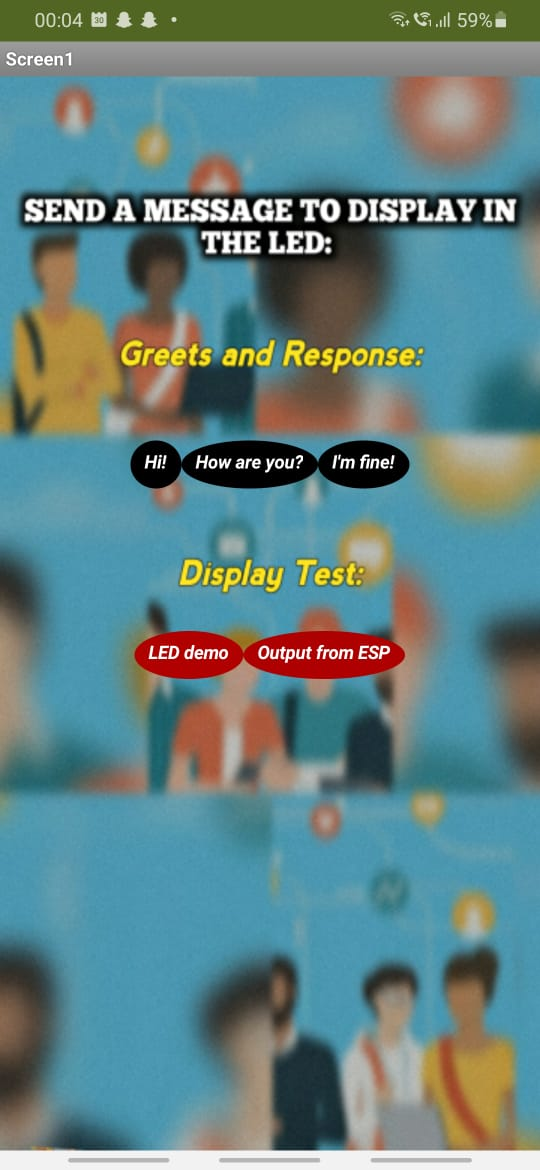 00:04 30 59%
Screen1
SEND A MESSAGE TO DISPLAY IN
THE LED:
Greets and Response:
Hi! How are you? I'm fine!
Display Test:
LED demo Output from ESP